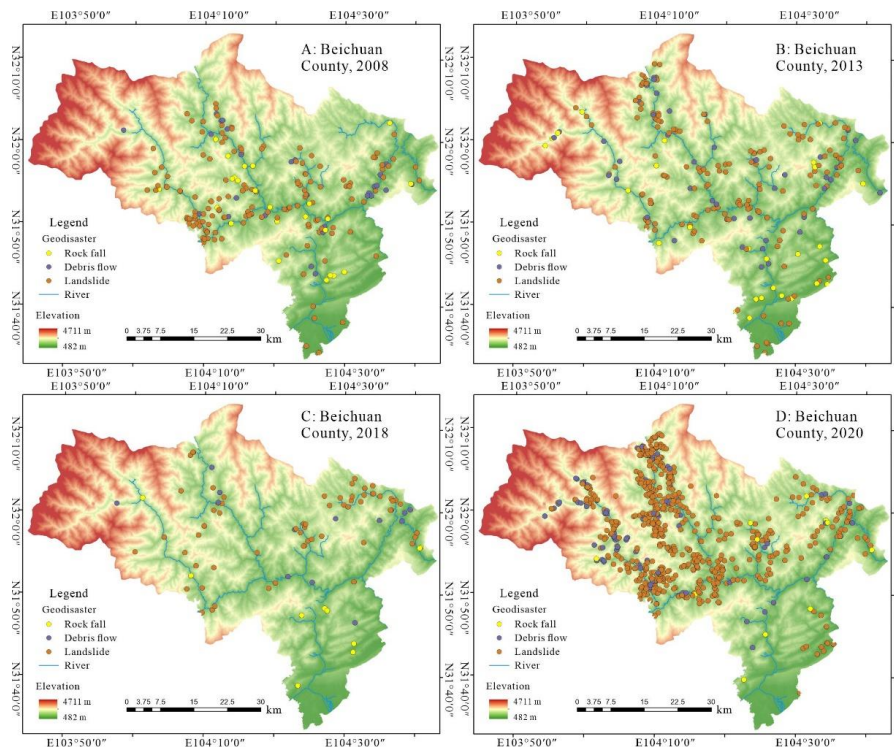 E103°50′0″ E104°10′0″ E104°30′0″
A: Beichuan
County, 2008
N32°10′0″
N32°0′0″
N31°50′0″
N31°40′0″
Legend
Geodisaster
Rock fall
Debris flow
Landslide
River
Elevation
4711 m
482 m
0 3.75 7.5 15 22.5 30
km
E103°50′0″ E104°10′0″ E104°30′0″
B: Beichuan
County, 2013
N32°10′0″
N32°0′0″
N31°50′0″
N31°40′0″
Legend
Geodisaster
Rock fall
Debris flow
Landslide
River
Elevation
4711 m
482 m
0 3.75 7.5 15 22.5 30
km
E103°50′0″ E104°10′0″ E104°30′0″
C: Beichuan
County, 2018
N32°10′0″
N32°0′0″
N31°50′0″
N31°40′0″
Legend
Geodisaster
Rock fall
Debris flow
Landslide
River
Elevation
4711 m
482 m
0 3.75 7.5 15 22.5 30
km
E103°50′0″ E104°10′0″ E104°30′0″
E103°50′0″ E104°10′0″ E104°30′0″
D: Beichuan
County, 2020
N32°10′0″
N32°0′0″
N31°50′0″
N31°40′0″
Legend
Geodisaster
Rock fall
Debris flow
Landslide
River
Elevation
4711 m
482 m
0 3.75 7.5 15 22.5 30
km
E103°50′0″ E104°10′0″ E104°30′0″